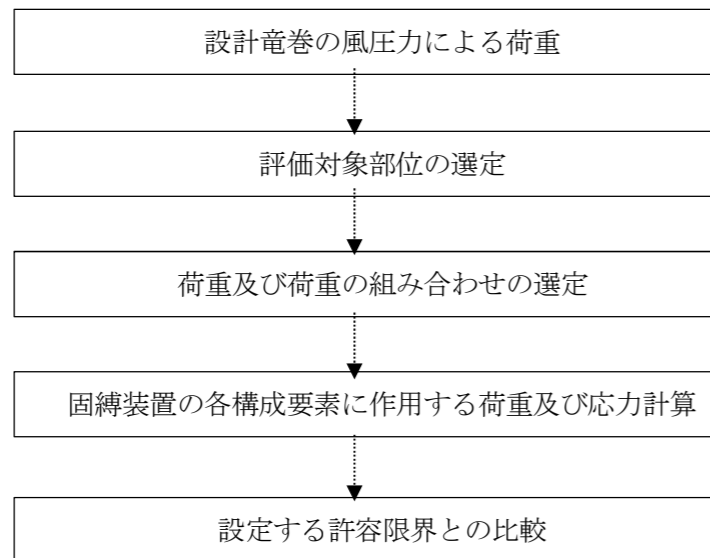 設計竜巻の風圧力による荷重
評価対象部位の選定
荷重及び荷重の組み合わせの選定
固縛装置の各構成要素に作用する荷重及び応力計算
設定する許容限界との比較